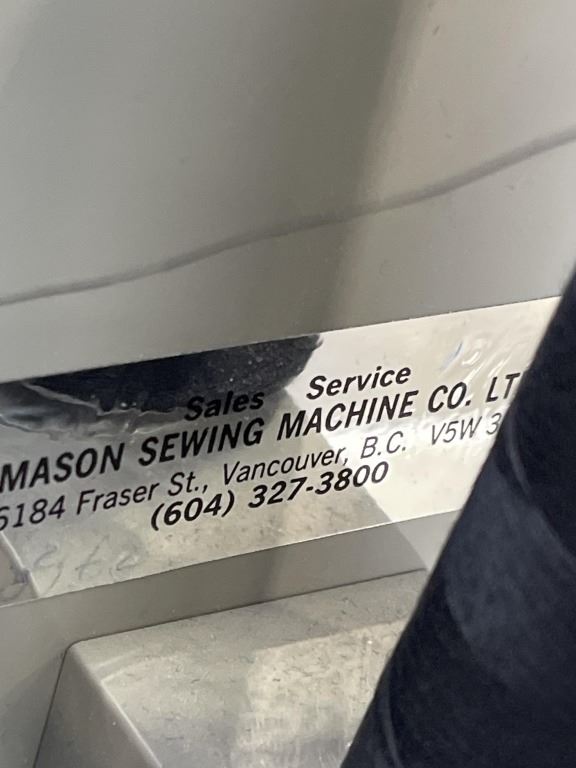 Sales Service
MASON SEWING MACHINE CO. LT
6184 Fraser St., Vancouver, B.C. V5W 3
(604) 327-3800